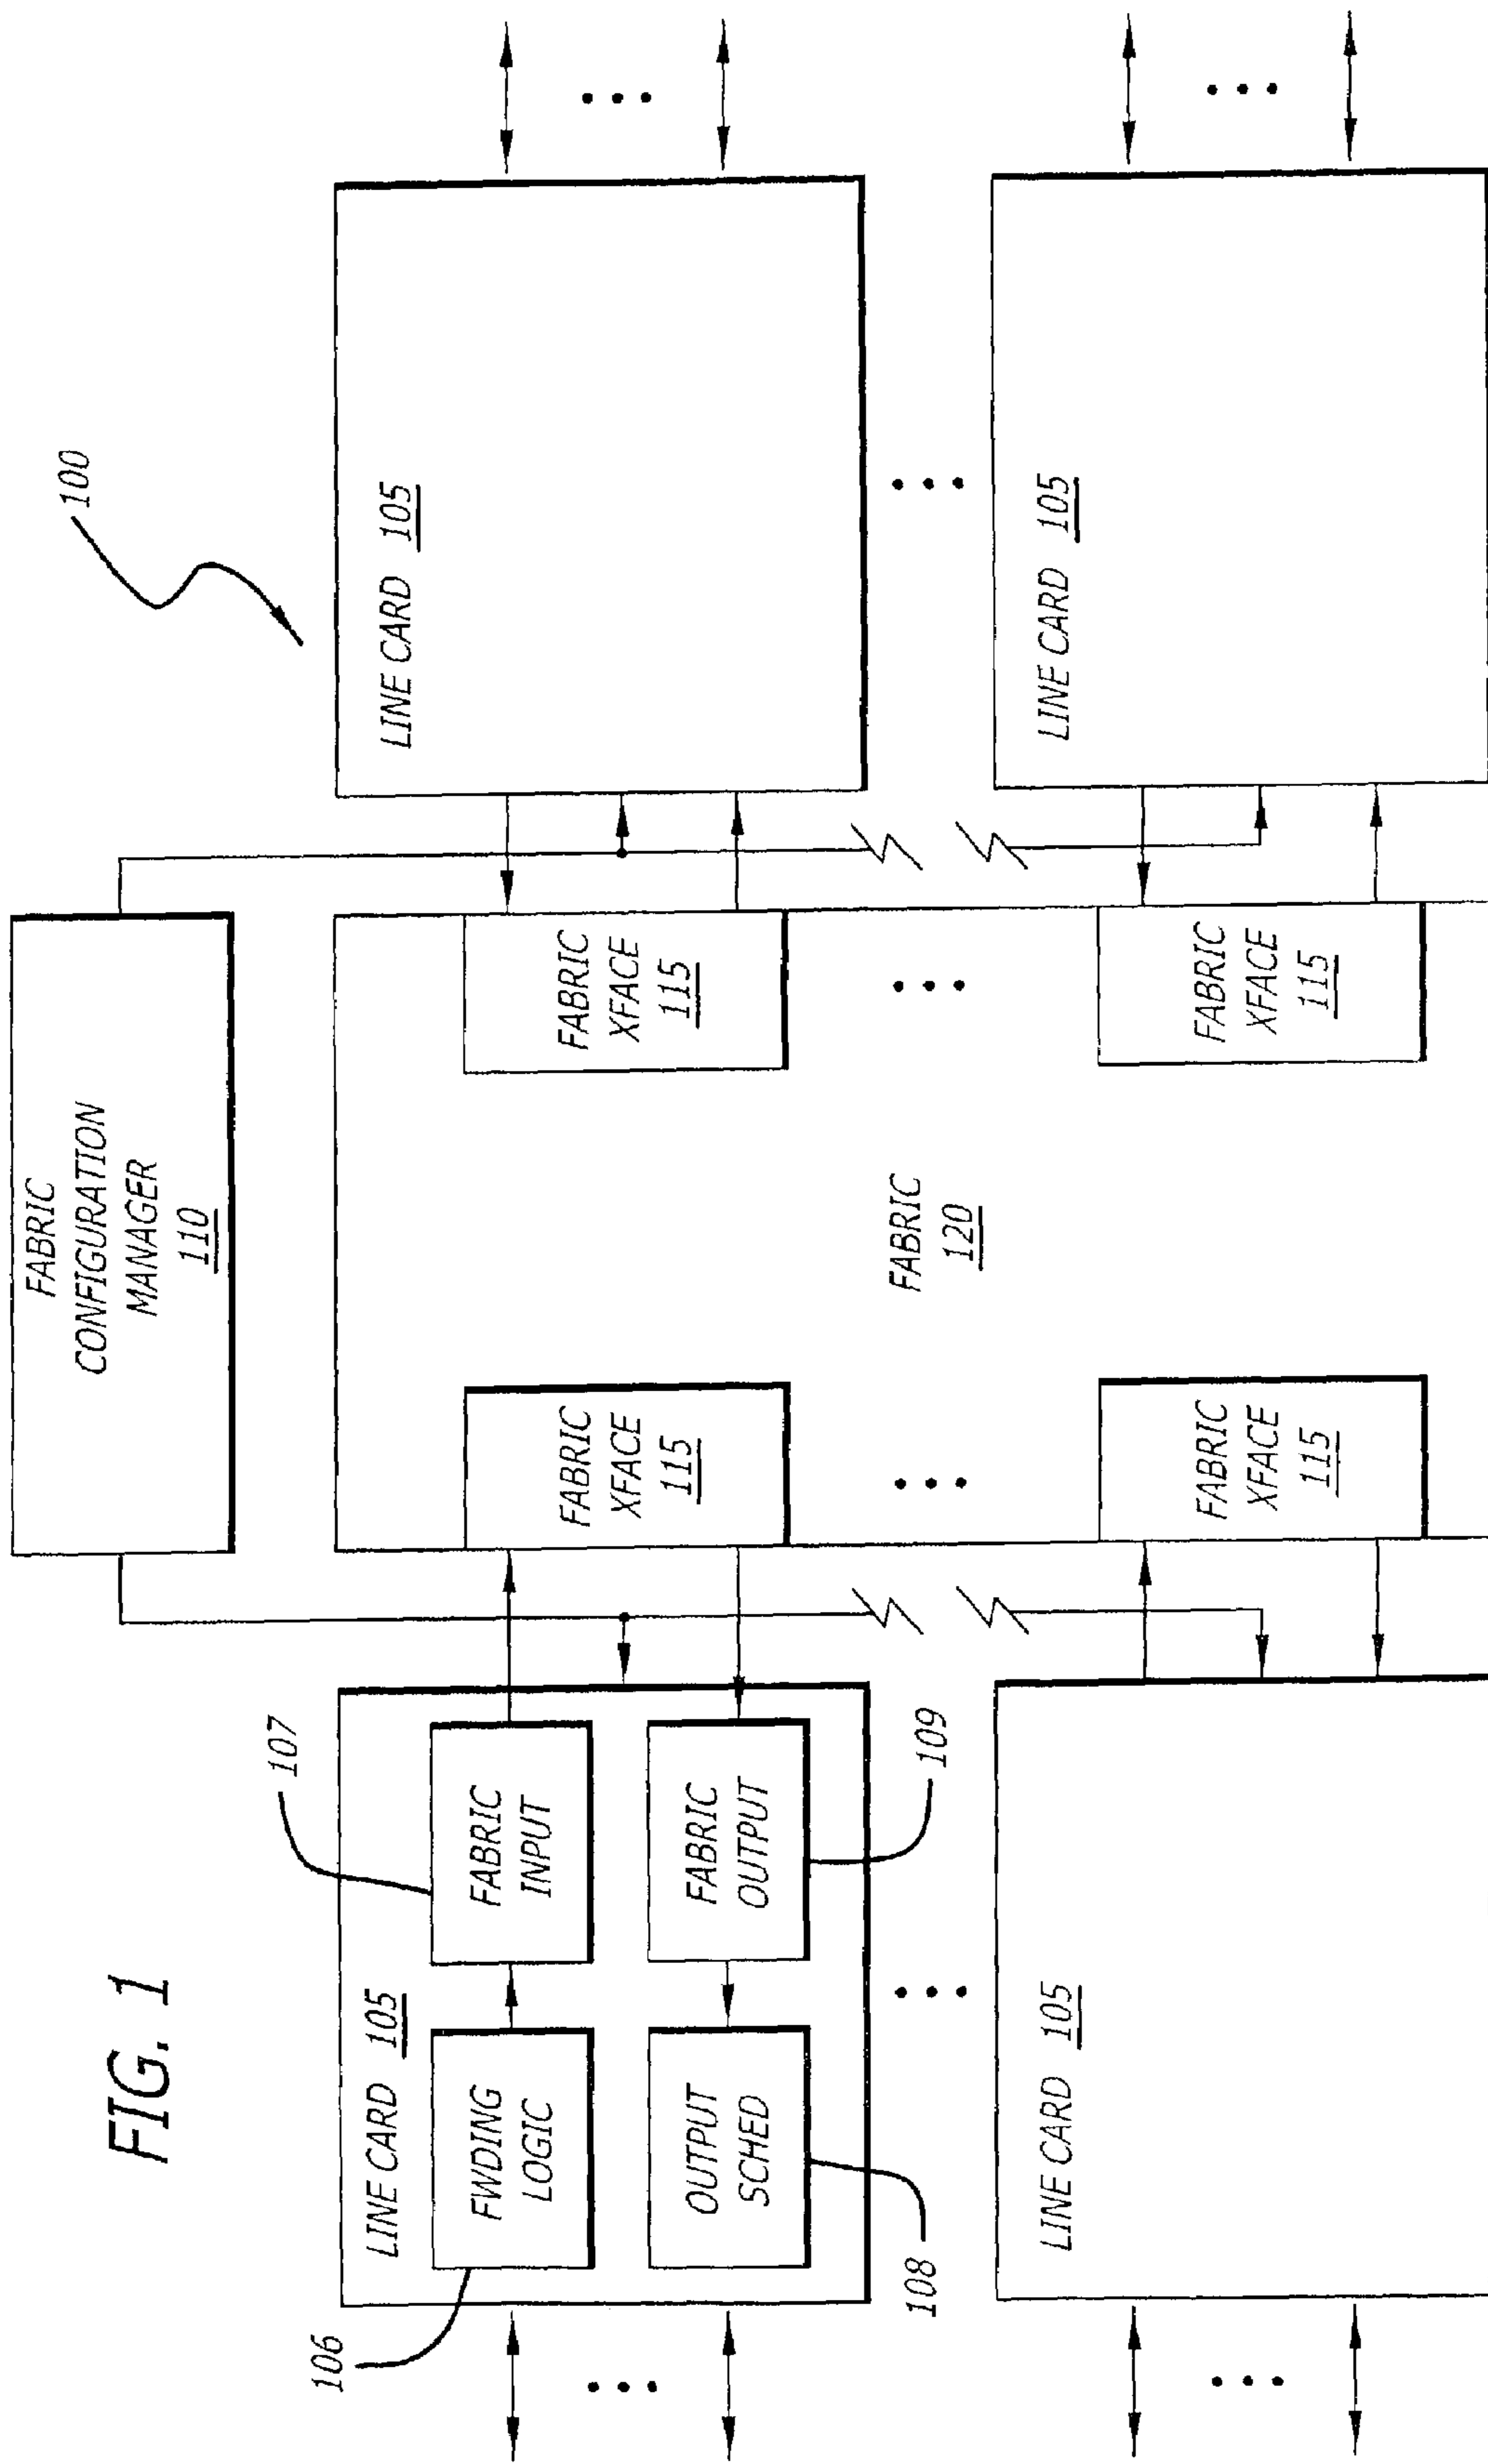 FIG. 1
100
FABRIC
CONFIGURATION
MANAGER
110
LINE CARD 105
106
FWDING
LOGIC
107
FABRIC
INPUT
OUTPUT
SCHED
108
FABRIC
OUTPUT
109
FABRIC
XFACE
115
FABRIC
XFACE
115
LINE CARD 105
FABRIC
120
LINE CARD 105
FABRIC
XFACE
115
FABRIC
XFACE
115
LINE CARD 105